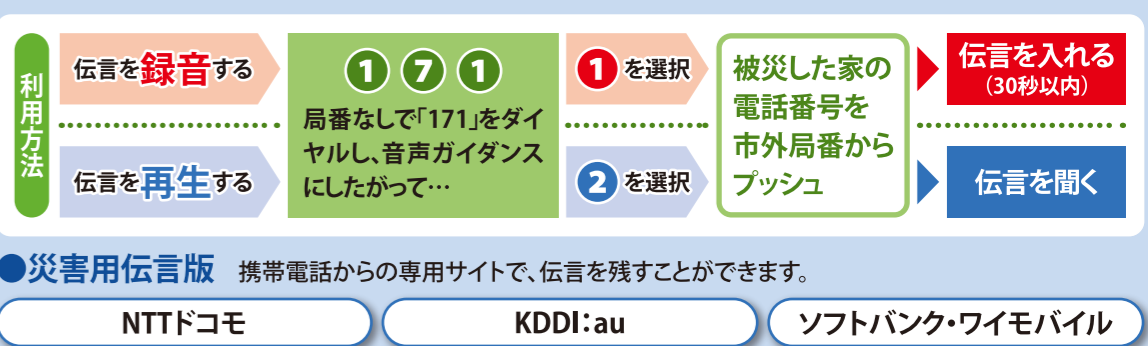 利用方法
伝言を録音する
171
局番なしで「171」をダイ
ヤルし、音声ガイダンス
にしたがって…
1を選択
被災した家の
電話番号を
市外局番から
プッシュ
伝言を入れる
（30秒以内）
伝言を再生する
2を選択
伝言を聞く
●災害用伝言版 携帯電話からの専用サイトで、伝言を残すことができます。
NTTドコモ
KDDI：au
ソフトバンク・ワイモバイル